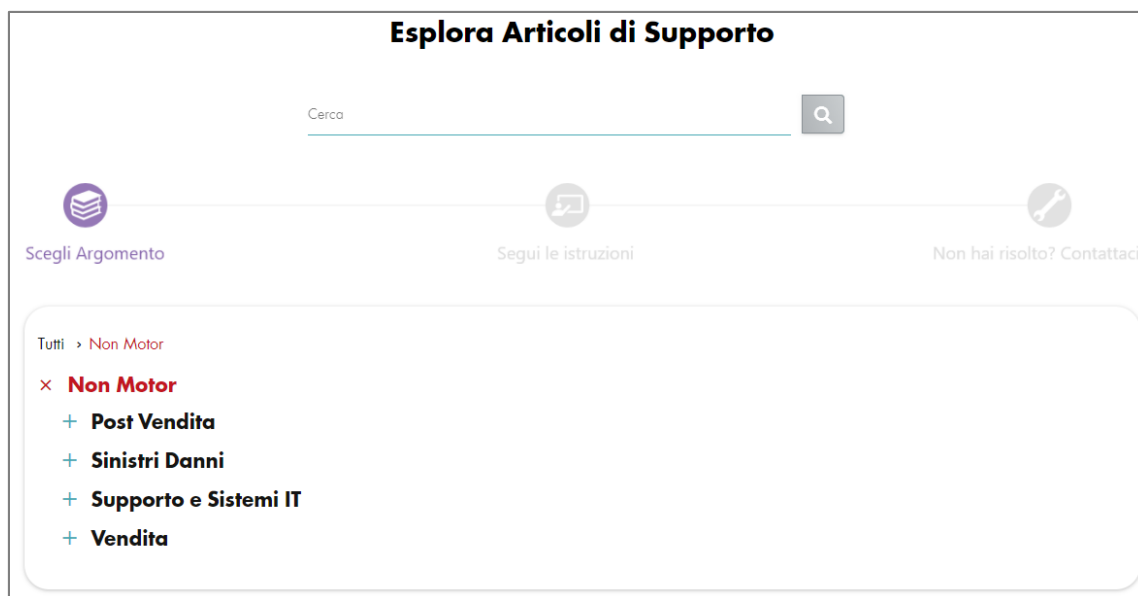 Esplora Articoli di Supporto
Cerca
Scegli Argomento
Segui le istruzioni
Non hai risolto? Contattaci
Tutti › Non Motor
× Non Motor
+ Post Vendita
+ Sinistri Danni
+ Supporto e Sistemi IT
+ Vendita